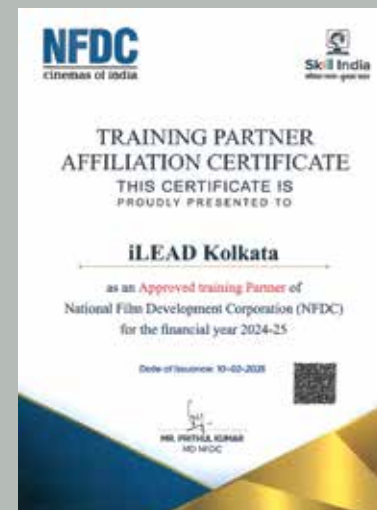 NFDC
cinemas of india
Skill India
TRAINING PARTNER
AFFILIATION CERTIFICATE
THIS CERTIFICATE IS
PROUDLY PRESENTED TO
iLEAD Kolkata
as an Approved training Partner of
National Film Development Corporation (NFDC)
for the financial year 2024-25
Date of Issuance: 10-02-2025
MR. PRITHUL KUMAR
MD NFDC